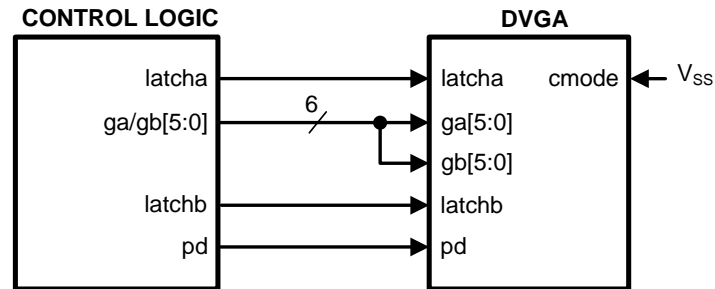 CONTROL LOGIC
DVGA
latcha
latcha
cmode
VSS
6
ga/gb[5:0]
ga[5:0]
gb[5:0]
latchb
latchb
pd
pd